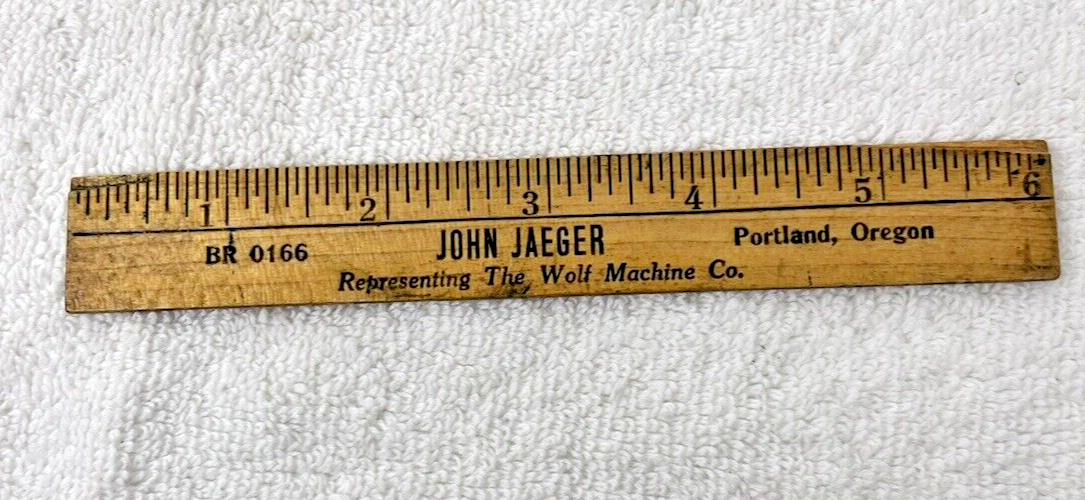 1 2 3 4 5 6
BR 0166 JOHN JAEGER Portland, Oregon
Representing The Wolf Machine Co.